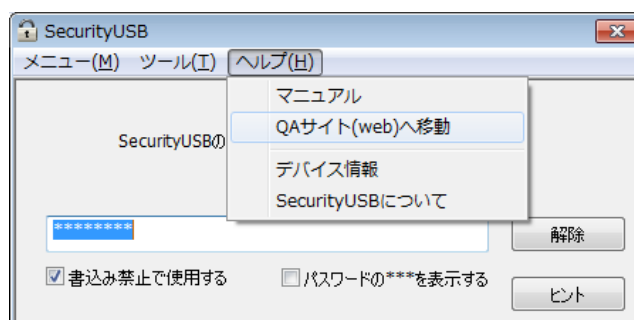 SecurityUSB
メニュー(M) ツール(T) ヘルプ(H)
マニュアル
QAサイト(web)へ移動
デバイス情報
SecurityUSBについて
SecurityUSBの
********
解除
書込み禁止で使用する
パスワードの***を表示する
ヒント